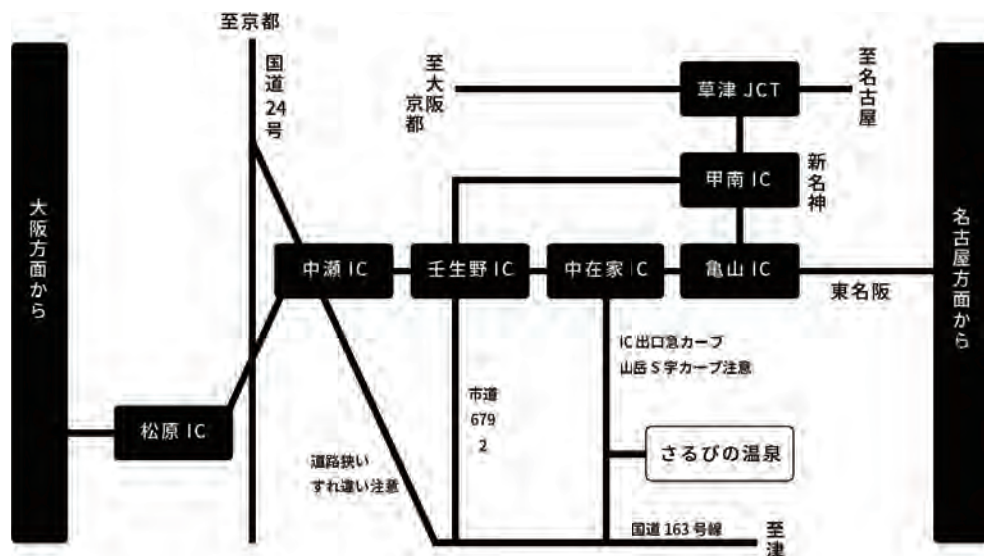 至京都
国道24号
至大阪
京都
草津 JCT
至名古屋
甲南 IC
新名神
大阪方面から
名古屋方面から
中瀬 IC
壬生野 IC
中在家 IC
亀山 IC
東名阪
IC 出口急カーブ
山岳 S 字カーブ注意
市道
679
2
松原 IC
さるびの温泉
道路狭い
すれ違い注意
国道 163 号線
至津